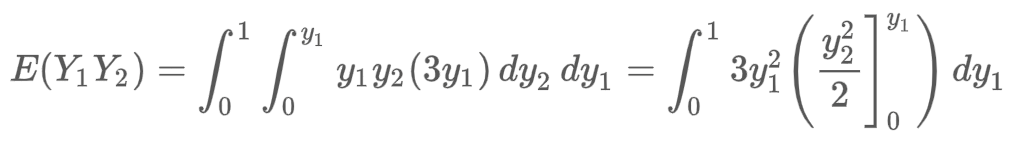 E(Y₁Y₂) = ∫₀¹ ∫₀^{y₁} y₁y₂(3y₁) dy₂ dy₁ = ∫₀¹ 3y₁² ( y₂²/2 ]₀^{y₁} ) dy₁